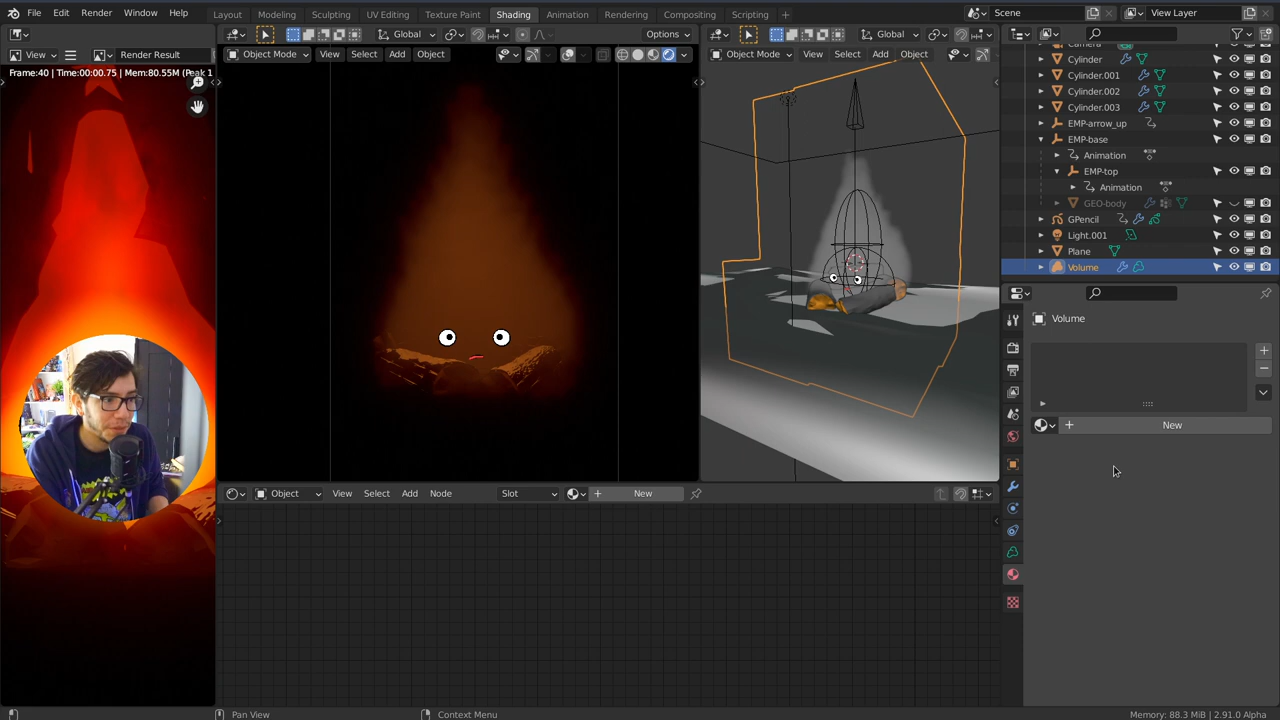 File Edit Render Window Help Layout Modeling Sculpting UV Editing Texture Paint Shading Animation Rendering Compositing Scripting + Scene View Layer
Global Options Global
View Render Result Object Mode View Select Add Object Object Mode View Select Add Object
Frame:40 | Time:00:00.75 | Mem:80.55M (Peak 1
Camera
Cylinder
Cylinder.001
Cylinder.002
Cylinder.003
EMP-arrow_up
EMP-base
Animation
EMP-top
Animation
GEO-body
GPencil
Light.001
Plane
Volume
Volume
New
Object View Select Add Node Slot New
Pan View Context Menu Memory: 88.3 MiB | 2.91.0 Alpha